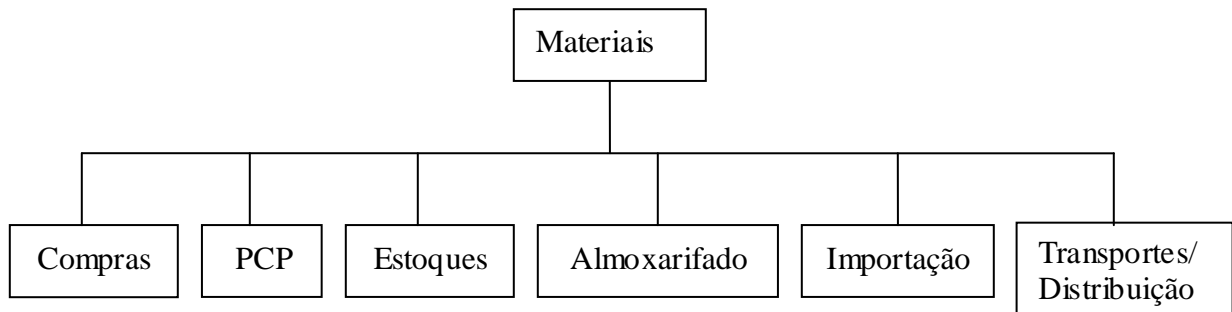 Materiais
Compras
PCP
Estoques
Almoxarifado
Importação
Transportes/
Distribuição